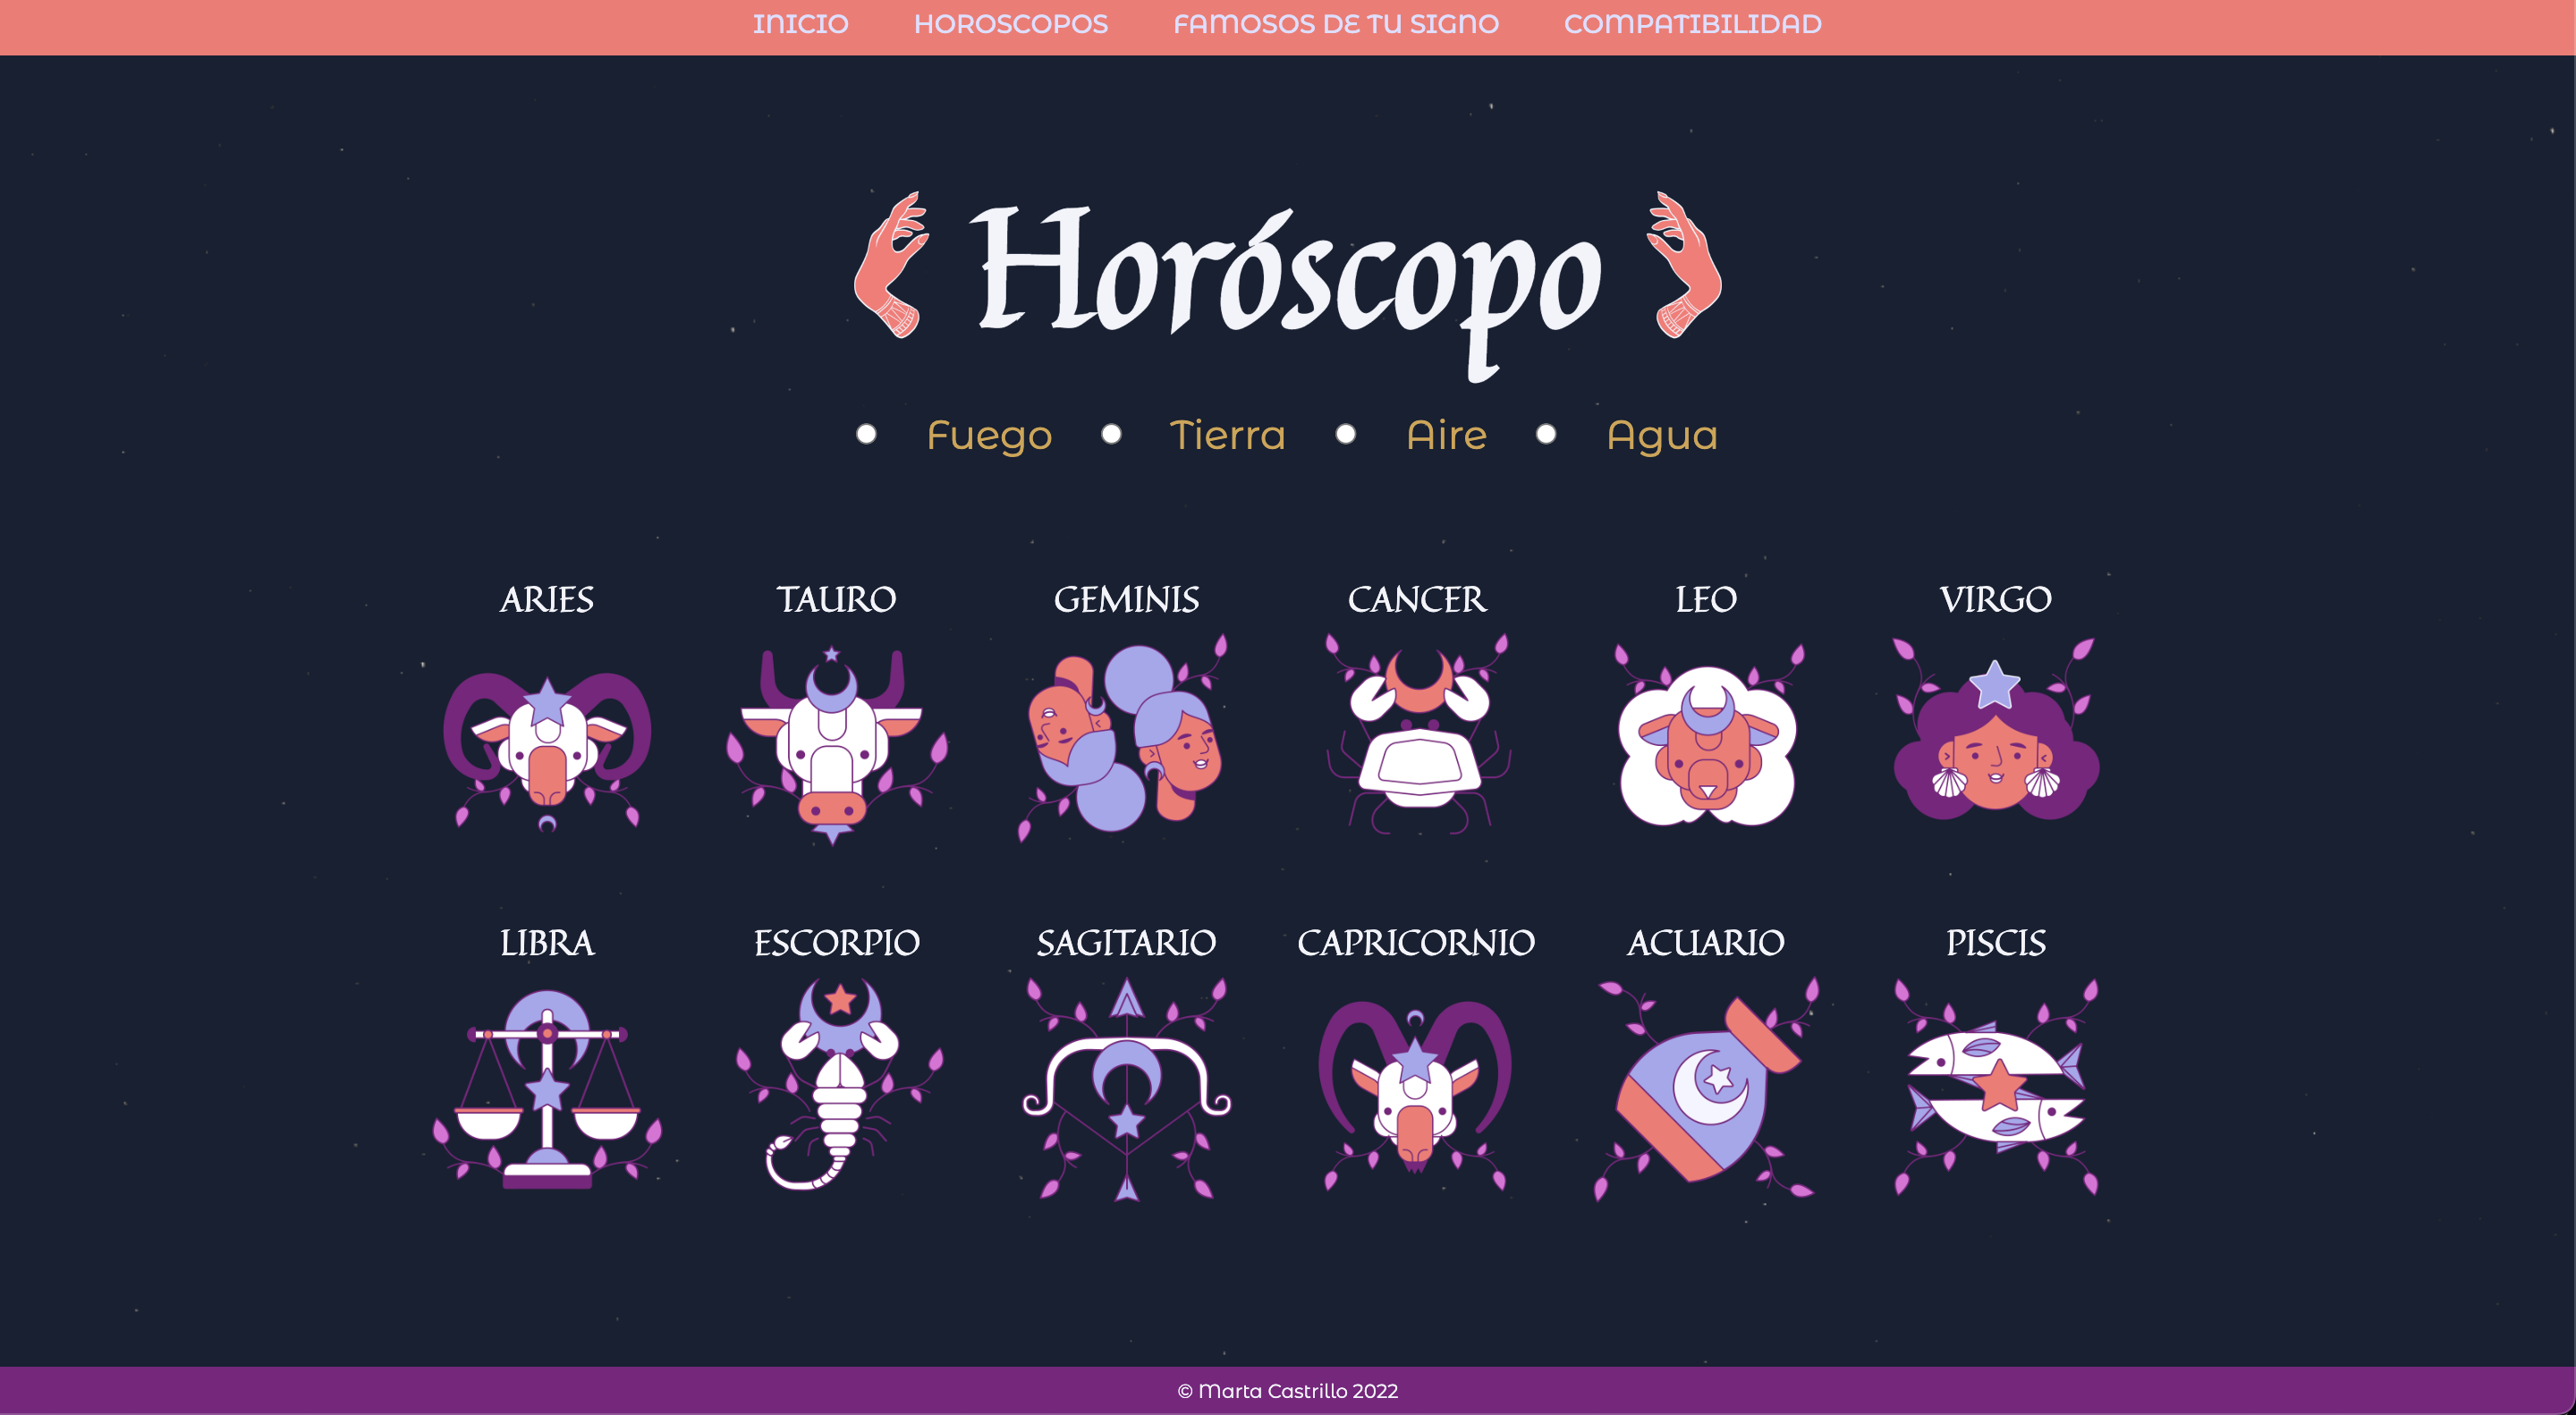 INICIO HOROSCOPOS FAMOSOS DE TU SIGNO COMPATIBILIDAD
Horóscopo
Fuego Tierra Aire Agua
ARIES TAURO GEMINIS CANCER LEO VIRGO
LIBRA ESCORPIO SAGITARIO CAPRICORNIO ACUARIO PISCIS
© Marta Castrillo 2022